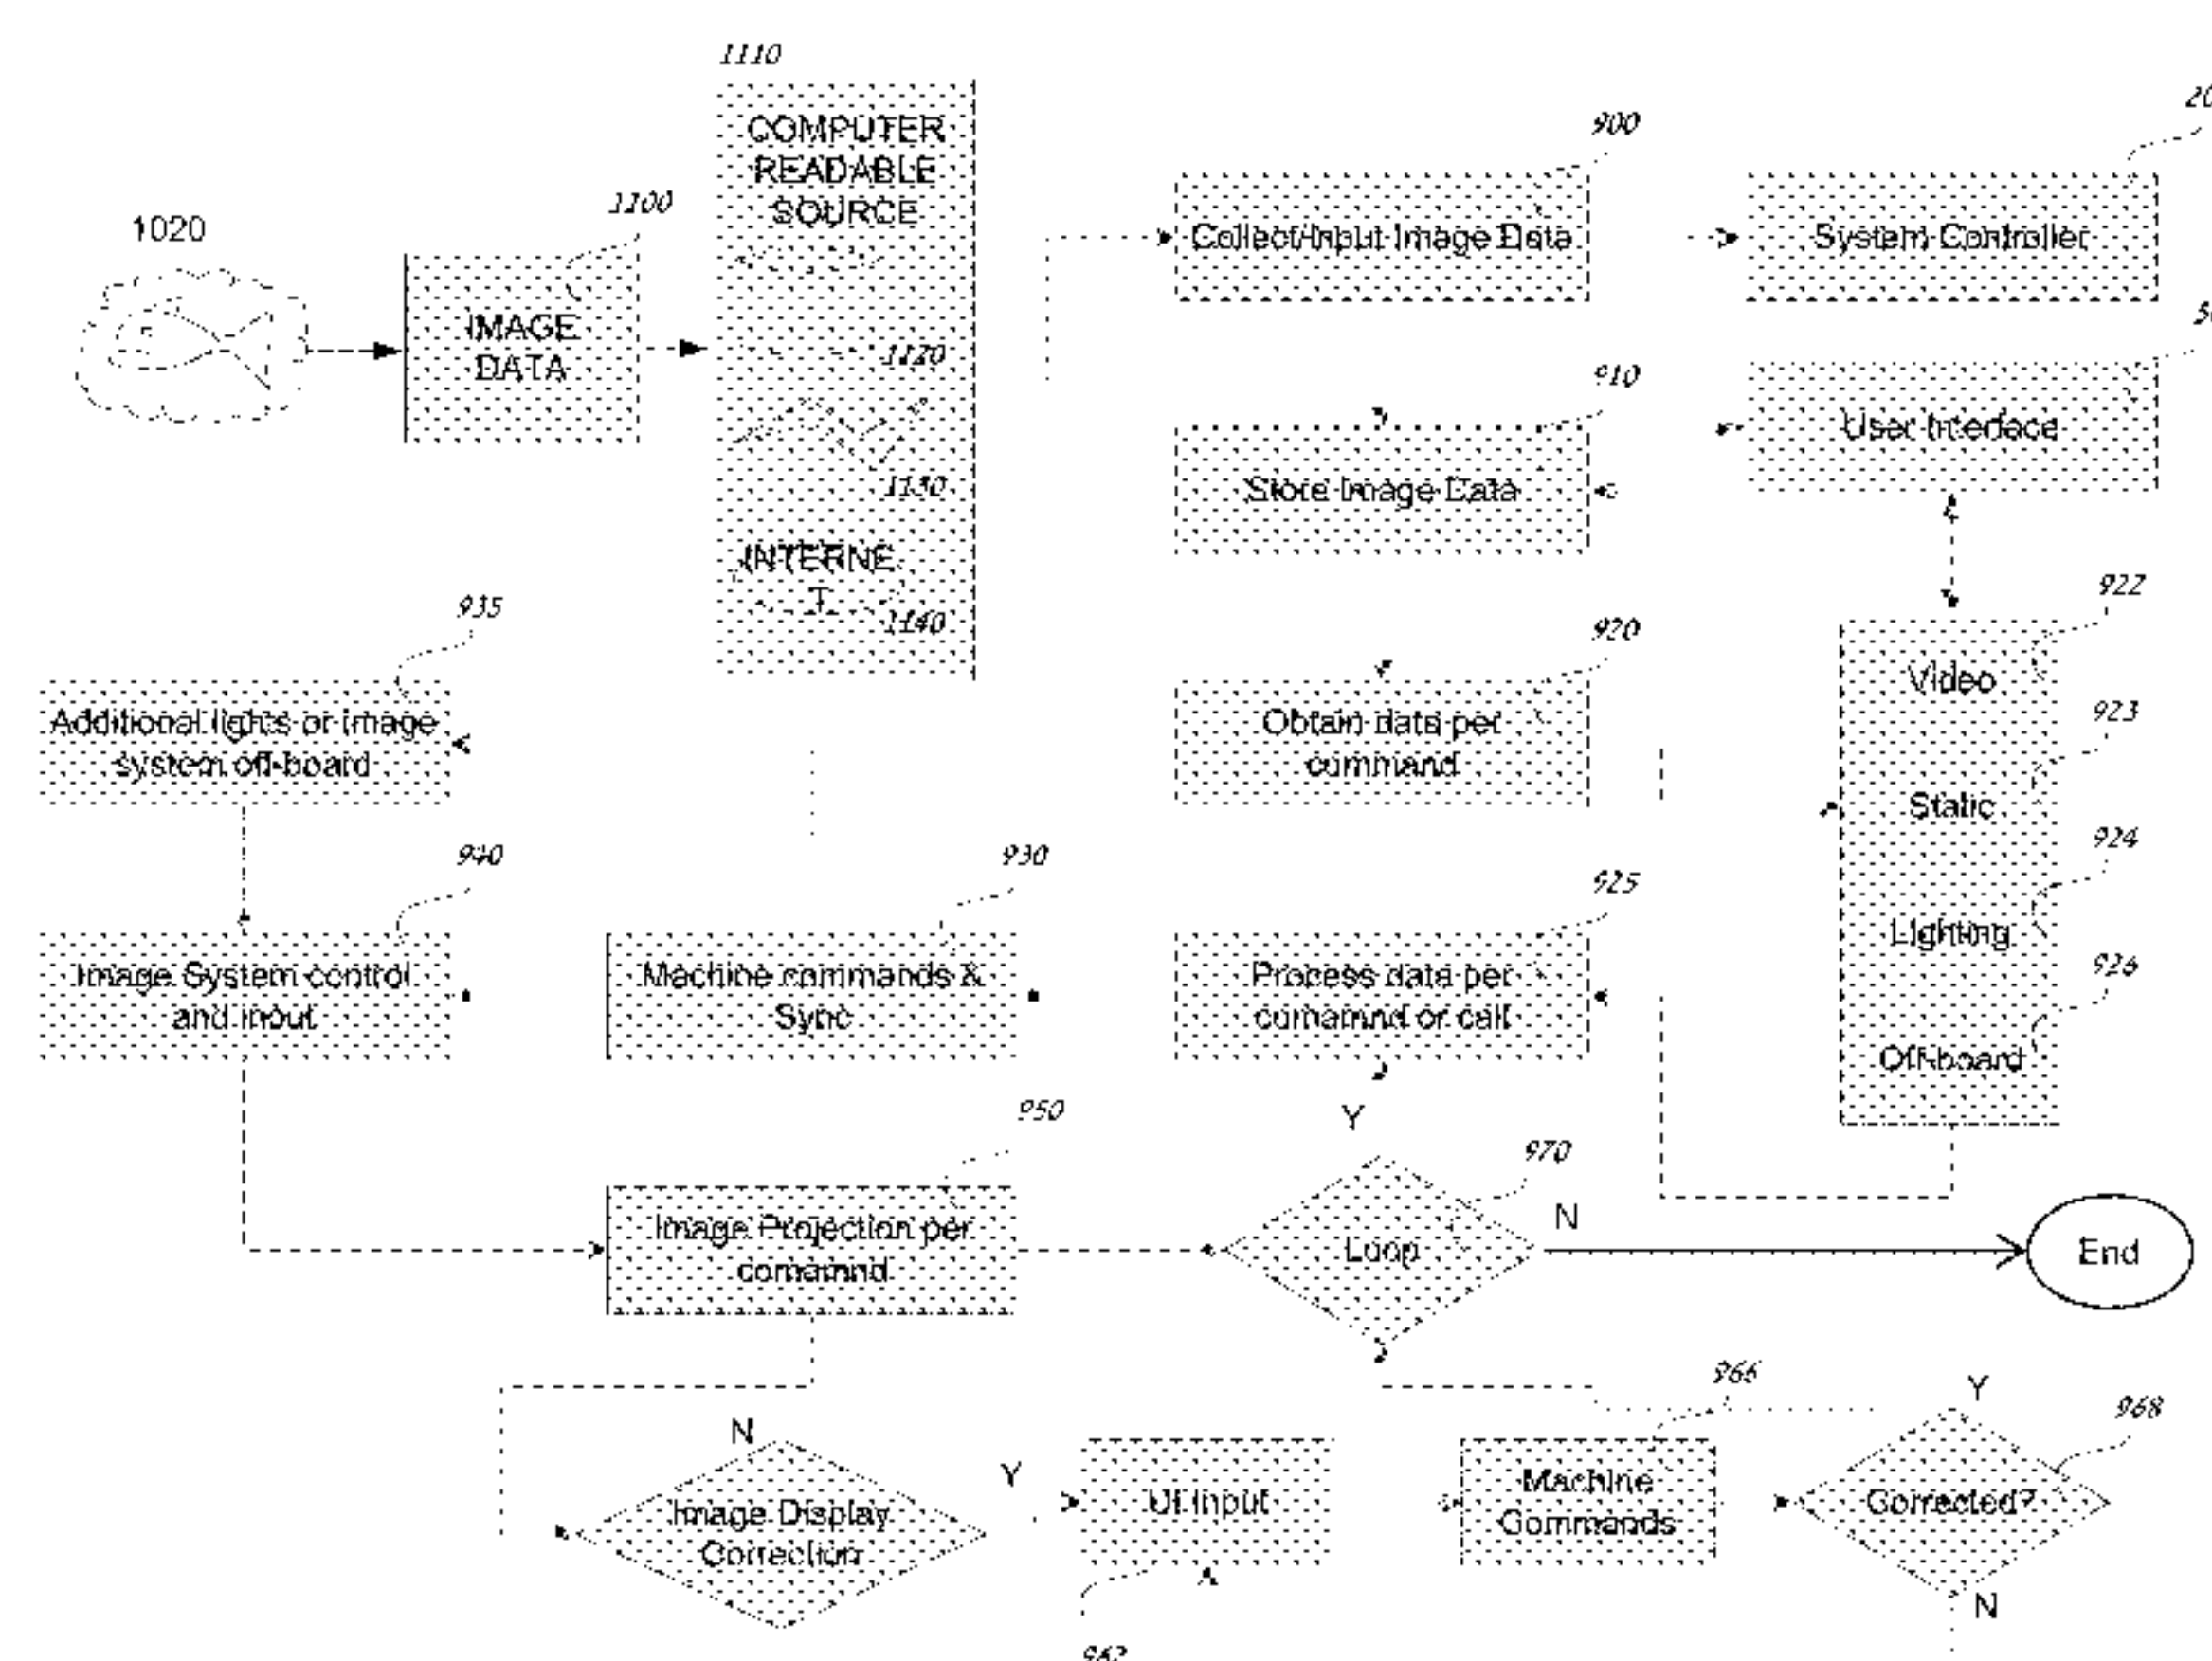 1110
COMPUTER
READABLE
SOURCE
1120
1130
INTERNE
T
1140
1020
1100
IMAGE
DATA
900
Collect/Input Image Data
System Controller
910
Store Image Data
User Interface
920
Obtain data per
command
922
Video
923
Static
924
Lighting
926
Off-board
935
Additional lights or image
system off-board
940
Image System control
and input
930
Machine commands &
Sync
925
Process data per
comamnd or call
Y
950
Image Projection per
comamnd
970
Loop
N
End
N
Image Display
Correction
Y
UI Input
962
966
Machine
Commands
Y
968
Corrected?
N